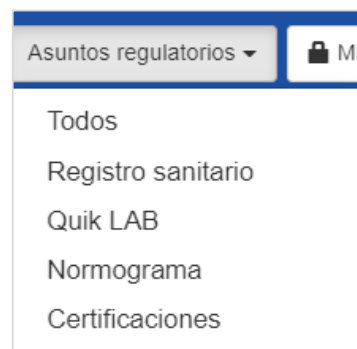 Asuntos regulatorios
Todos
Registro sanitario
Quik LAB
Normograma
Certificaciones